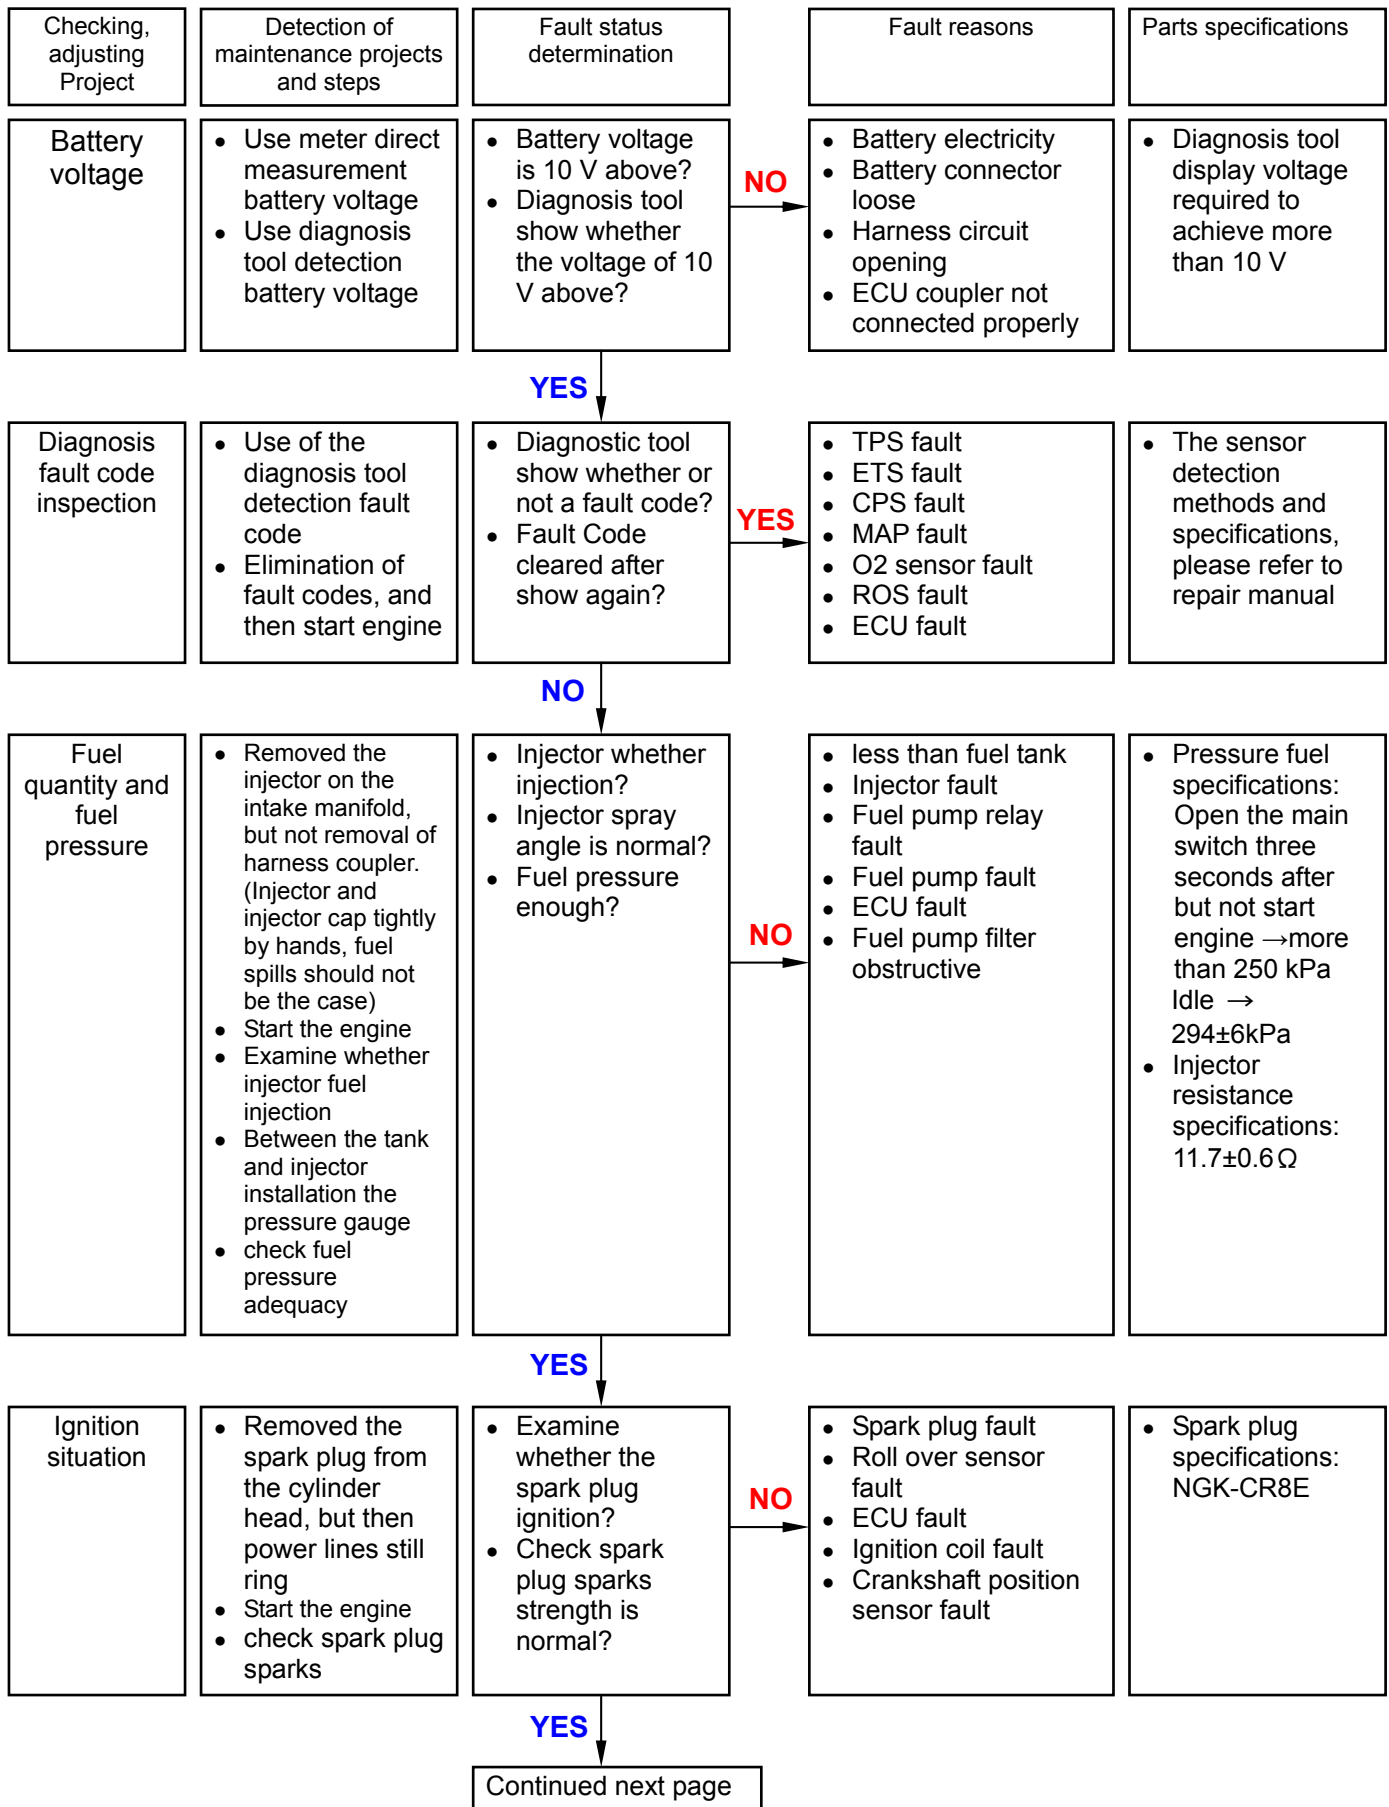 Checking,
adjusting
Project
Detection of
maintenance projects
and steps
Fault status
determination
Fault reasons
Parts specifications
Battery
voltage
● Use meter direct
measurement
battery voltage
● Use diagnosis
tool detection
battery voltage
● Battery voltage
is 10 V above?
● Diagnosis tool
show whether
the voltage of 10
V above?
NO
● Battery electricity
● Battery connector
loose
● Harness circuit
opening
● ECU coupler not
connected properly
● Diagnosis tool
display voltage
required to
achieve more
than 10 V
YES
Diagnosis
fault code
inspection
● Use of the
diagnosis tool
detection fault
code
● Elimination of
fault codes, and
then start engine
● Diagnostic tool
show whether or
not a fault code?
● Fault Code
cleared after
show again?
YES
● TPS fault
● ETS fault
● CPS fault
● MAP fault
● O2 sensor fault
● ROS fault
● ECU fault
● The sensor
detection
methods and
specifications,
please refer to
repair manual
NO
Fuel
quantity and
fuel
pressure
● Removed the
injector on the
intake manifold,
but not removal of
harness coupler.
(Injector and
injector cap tightly
by hands, fuel
spills should not
be the case)
● Start the engine
● Examine whether
injector fuel
injection
● Between the tank
and injector
installation the
pressure gauge
● check fuel
pressure
adequacy
● Injector whether
injection?
● Injector spray
angle is normal?
● Fuel pressure
enough?
NO
● less than fuel tank
● Injector fault
● Fuel pump relay
fault
● Fuel pump fault
● ECU fault
● Fuel pump filter
obstructive
● Pressure fuel
specifications:
Open the main
switch three
seconds after
but not start
engine →more
than 250 kPa
Idle →
294±6kPa
● Injector
resistance
specifications:
11.7±0.6Ω
YES
Ignition
situation
● Removed the
spark plug from
the cylinder
head, but then
power lines still
ring
● Start the engine
● check spark plug
sparks
● Examine
whether the
spark plug
ignition?
● Check spark
plug sparks
strength is
normal?
NO
● Spark plug fault
● Roll over sensor
fault
● ECU fault
● Ignition coil fault
● Crankshaft position
sensor fault
● Spark plug
specifications:
NGK-CR8E
YES
Continued next page